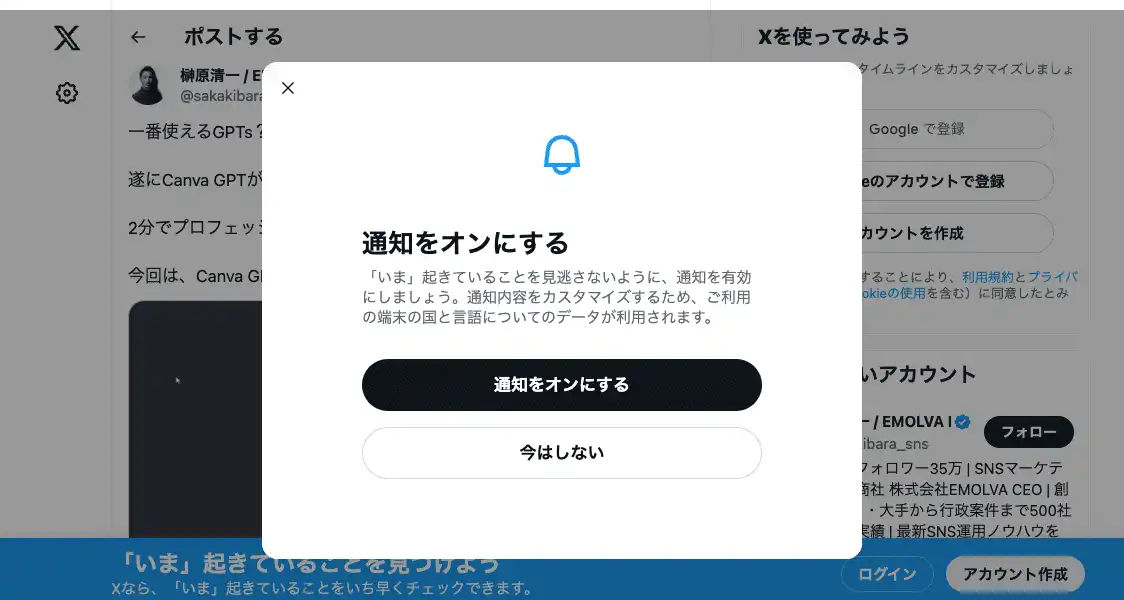 ポストする
榊原清一 / E
@sakakibara
一番使えるGPTs？
遂にCanva GPTが
2分でプロフェッシ
今回は、Canva G
通知をオンにする
「いま」起きていることを見逃さないように、通知を有効
にしましょう。通知内容をカスタマイズするため、ご利用
の端末の国と言語についてのデータが利用されます。
通知をオンにする
今はしない
Xを使ってみよう
タイムラインをカスタマイズしましょ
Google で登録
eのアカウントで登録
カウントを作成
することにより、利用規約とプライバ
okieの使用を含む）に同意したとみ
いアカウント
/ EMOLVA I
ibara_sns
フォロー
フォロワー35万 | SNSマーケテ
商社 株式会社EMOLVA CEO | 創
・大手から行政案件まで500社
実績 | 最新SNS運用ノウハウを
「いま」起きていることを見つけよう
Xなら、「いま」起きていることをいち早くチェックできます。
ログイン
アカウント作成